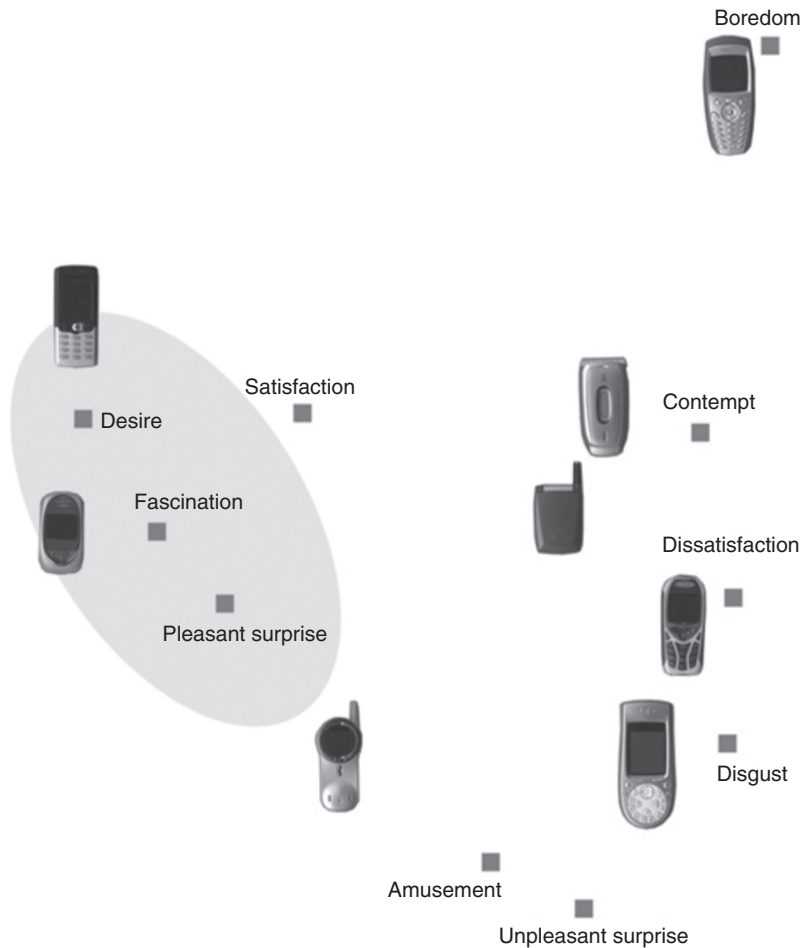 Boredom
Satisfaction
Desire
Contempt
Fascination
Dissatisfaction
Pleasant surprise
Disgust
Amusement
Unpleasant surprise